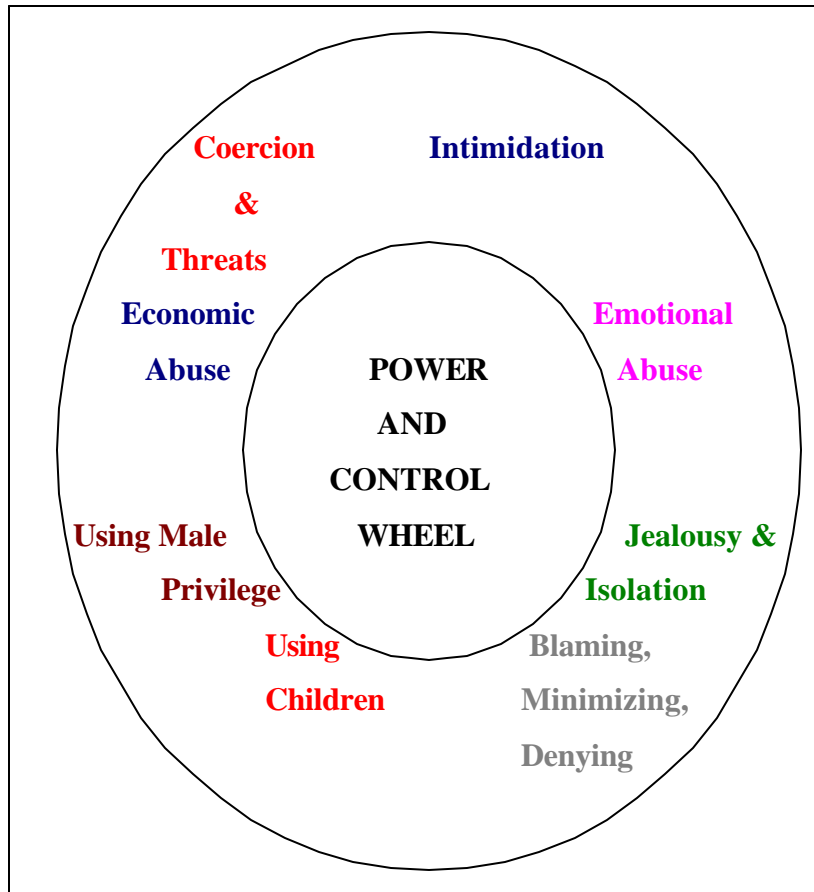 Coercion
&
Threats
Intimidation
Economic
Abuse
Emotional
Abuse
POWER
AND
CONTROL
WHEEL
Using Male
Privilege
Jealousy &
Isolation
Using
Children
Blaming,
Minimizing,
Denying